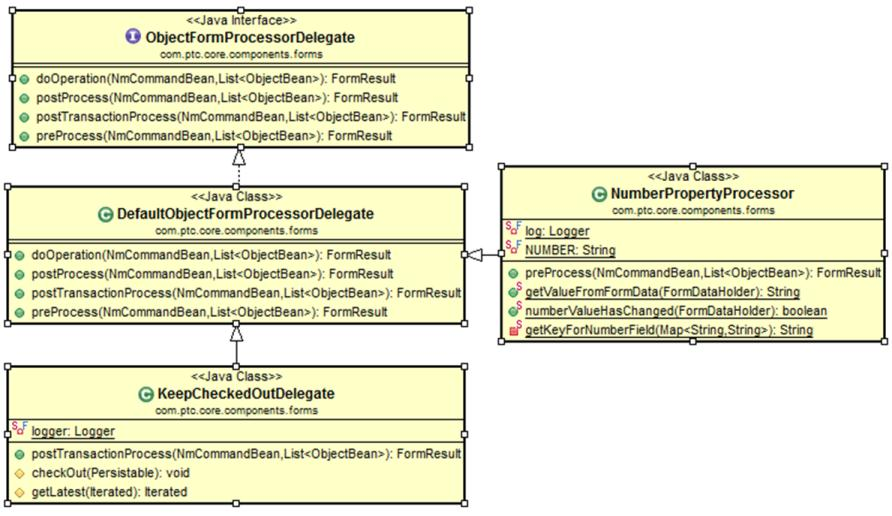 <<Java Interface>>
I ObjectFormProcessorDelegate
com.ptc.core.components.forms
doOperation(NmCommandBean,List<ObjectBean>): FormResult
postProcess(NmCommandBean,List<ObjectBean>): FormResult
postTransactionProcess(NmCommandBean,List<ObjectBean>): FormResult
preProcess(NmCommandBean,List<ObjectBean>): FormResult
<<Java Class>>
C DefaultObjectFormProcessorDelegate
com.ptc.core.components.forms
doOperation(NmCommandBean,List<ObjectBean>): FormResult
postProcess(NmCommandBean,List<ObjectBean>): FormResult
postTransactionProcess(NmCommandBean,List<ObjectBean>): FormResult
preProcess(NmCommandBean,List<ObjectBean>): FormResult
<<Java Class>>
C NumberPropertyProcessor
com.ptc.core.components.forms
S F log: Logger
S F NUMBER: String
preProcess(NmCommandBean,List<ObjectBean>): FormResult
S getValueFromFormData(FormDataHolder): String
S numberValueHasChanged(FormDataHolder): boolean
S getKeyForNumberField(Map<String,String>): String
<<Java Class>>
C KeepCheckedOutDelegate
com.ptc.core.components.forms
S F logger: Logger
postTransactionProcess(NmCommandBean,List<ObjectBean>): FormResult
checkOut(Persistable): void
getLatest(Iterated): Iterated